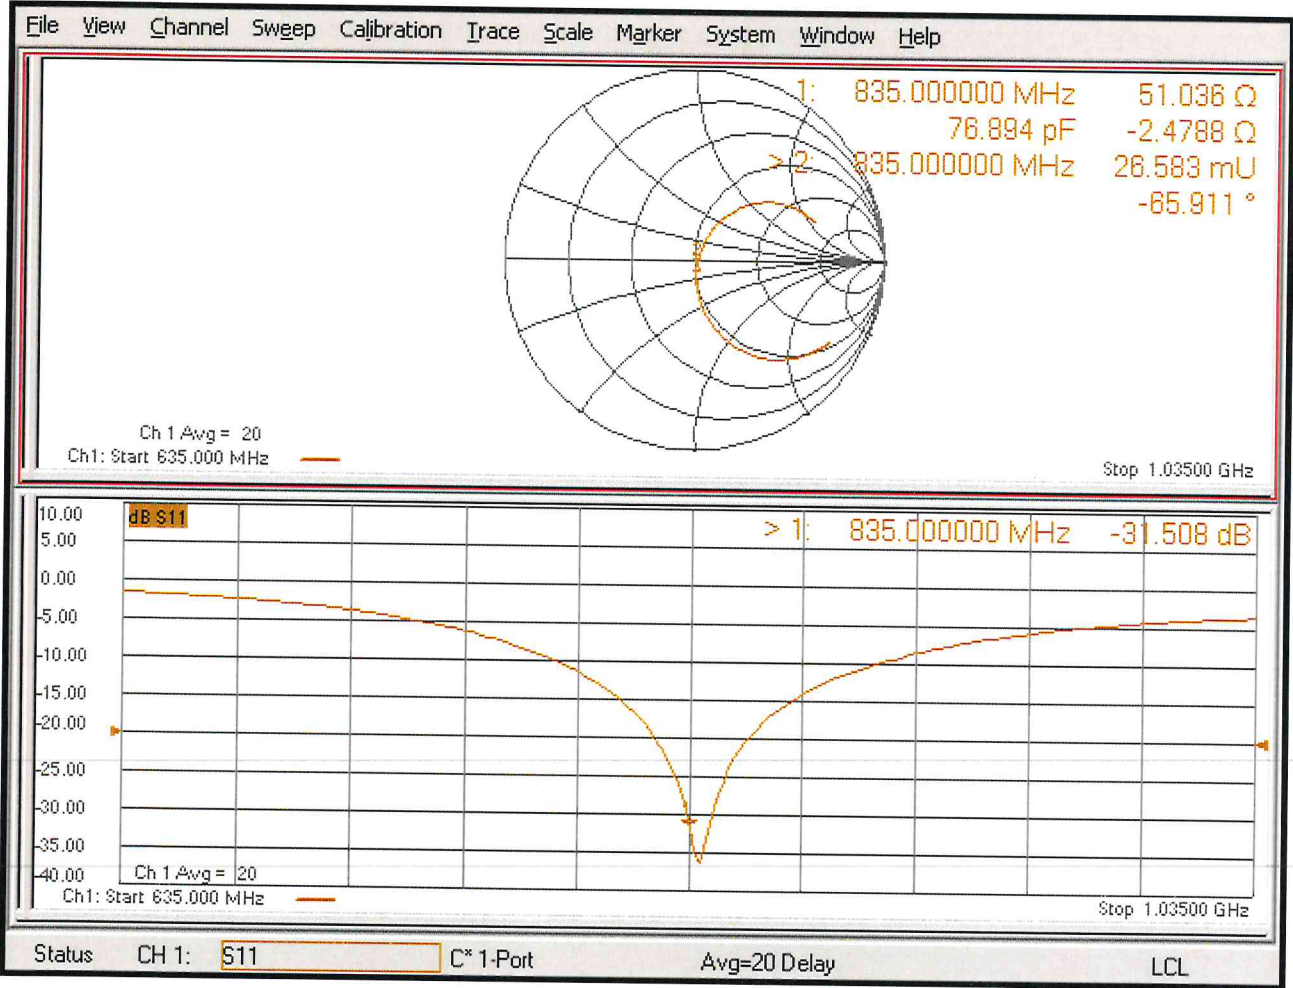 File View Channel Sweep Calibration Trace Scale Marker System Window Help
1: 835.000000 MHz 51.036 Ω
76.894 pF -2.4788 Ω
> 2: 835.000000 MHz 26.583 mU
-65.911 °
Ch 1 Avg = 20
Ch1: Start 635.000 MHz
Stop 1.03500 GHz
10.00
dB S11
> 1: 835.000000 MHz -31.508 dB
5.00
0.00
-5.00
-10.00
-15.00
-20.00
-25.00
-30.00
-35.00
-40.00
Ch 1 Avg = 20
Ch1: Start 635.000 MHz
Stop 1.03500 GHz
Status CH 1: S11 C* 1-Port Avg=20 Delay LCL